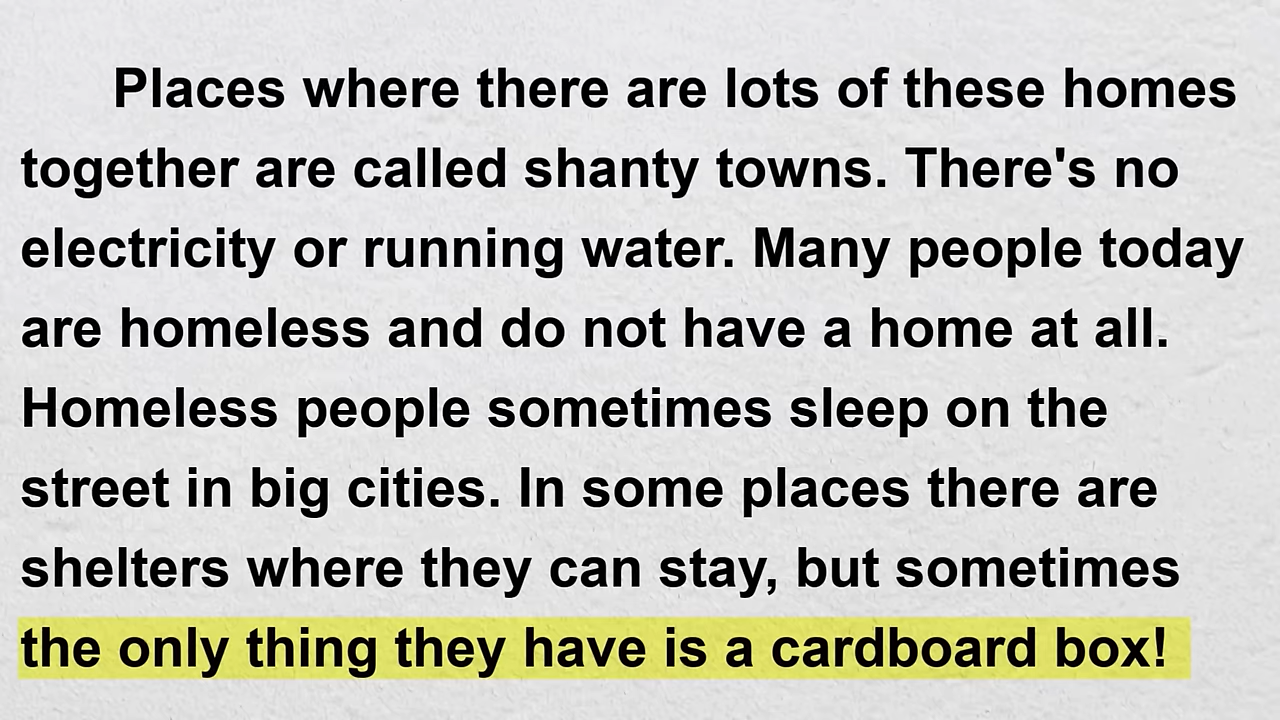 Places where there are lots of these homes
together are called shanty towns. There's no
electricity or running water. Many people today
are homeless and do not have a home at all.
Homeless people sometimes sleep on the
street in big cities. In some places there are
shelters where they can stay, but sometimes
the only thing they have is a cardboard box!